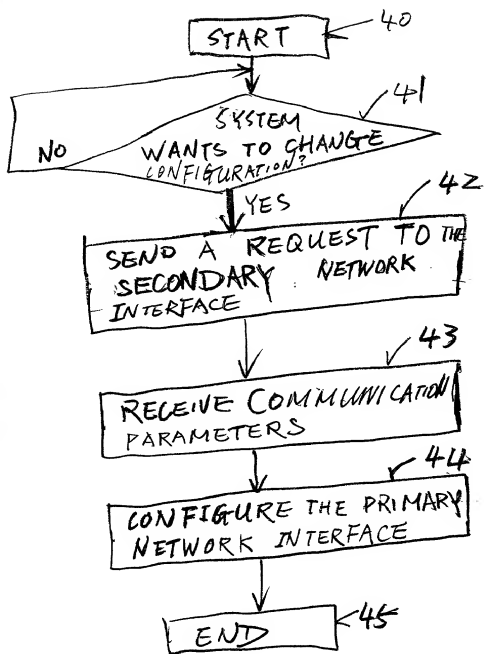 START
40
41
SYSTEM
WANTS TO CHANGE
CONFIGURATION?
NO
YES
42
SEND A REQUEST TO THE
SECONDARY NETWORK
INTERFACE
43
RECEIVE COMMUNICATION
PARAMETERS
44
CONFIGURE THE PRIMARY
NETWORK INTERFACE
45
END